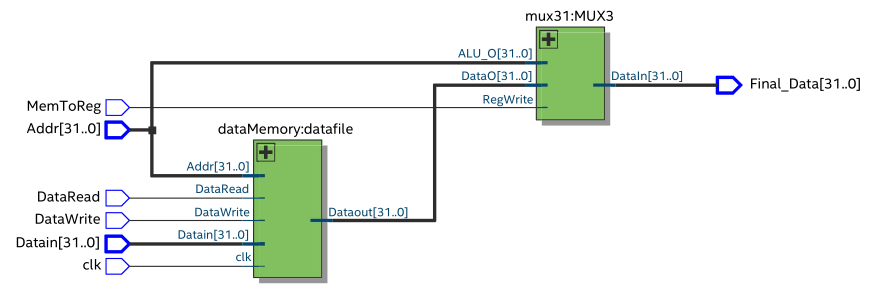 mux31:MUX3
ALU_O[31..0]
DataO[31..0]
DataIn[31..0]
Final_Data[31..0]
RegWrite
MemToReg
Addr[31..0]
dataMemory:datafile
Addr[31..0]
DataRead
DataRead
DataWrite
DataWrite
Dataout[31..0]
Datain[31..0]
Datain[31..0]
clk
clk